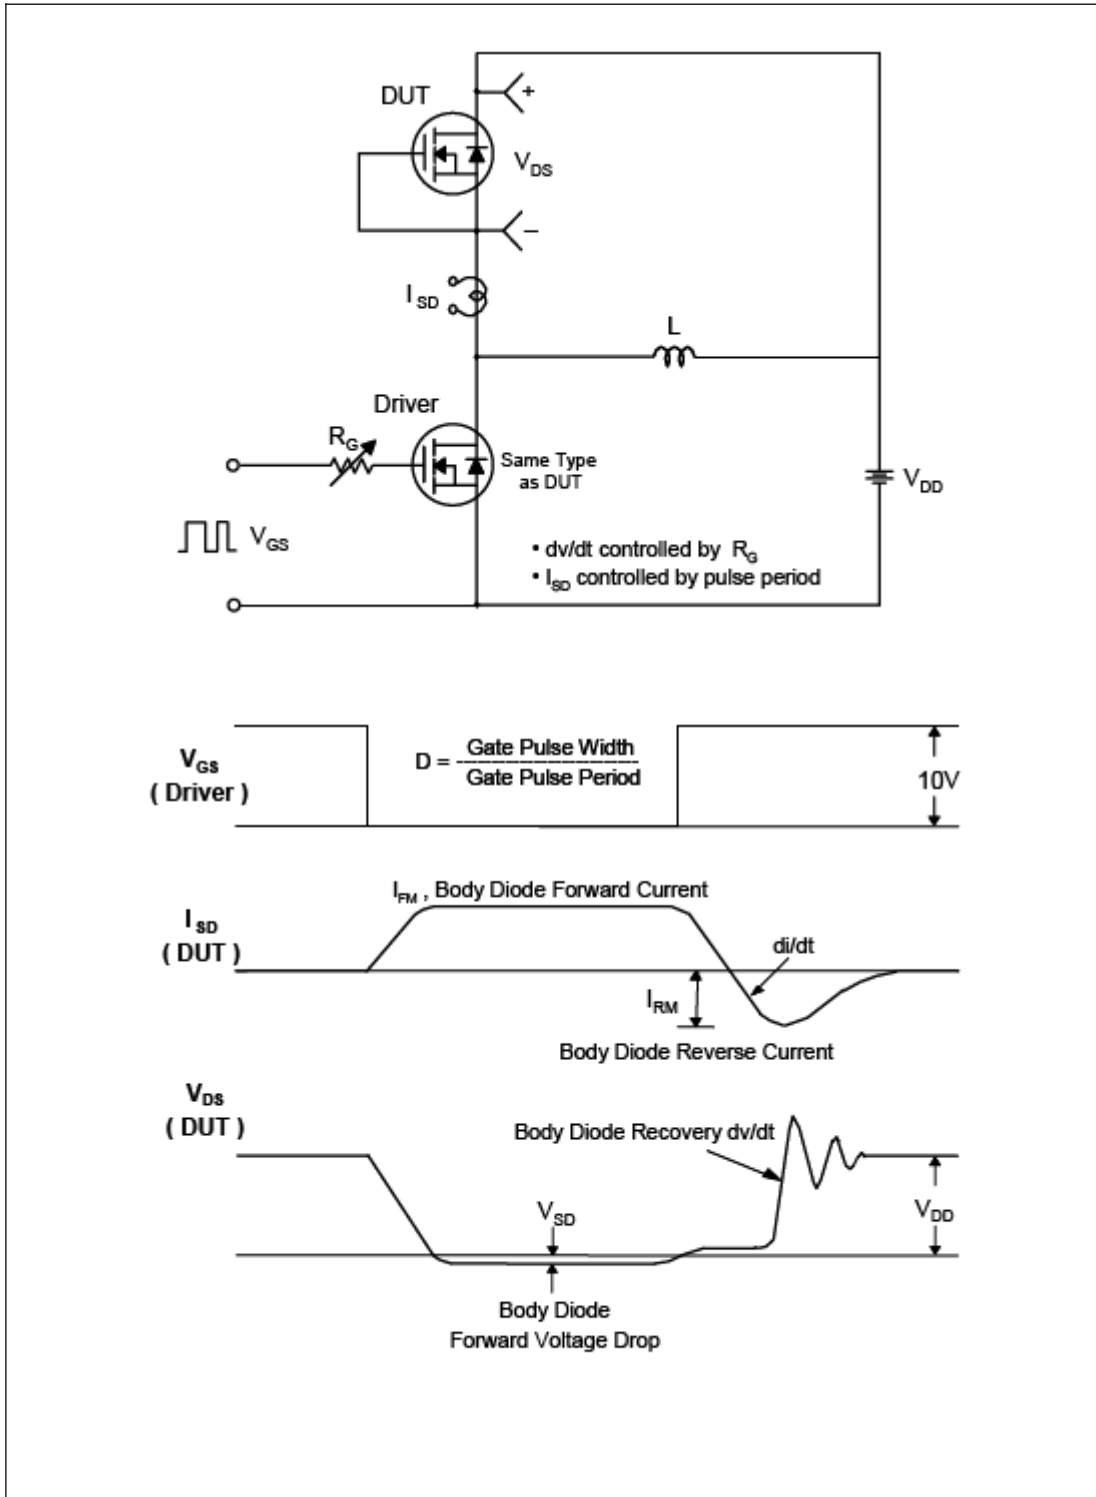 DUT
+
V_DS
–
I_SD
L
Driver
R_G
Same Type
as DUT
V_DD
V_GS
• dv/dt controlled by R_G
• I_SD controlled by pulse period
V_GS
( Driver )
D = Gate Pulse Width
Gate Pulse Period
10V
I_FM , Body Diode Forward Current
I_SD
( DUT )
di/dt
I_RM
Body Diode Reverse Current
V_DS
( DUT )
Body Diode Recovery dv/dt
V_SD
V_DD
Body Diode
Forward Voltage Drop